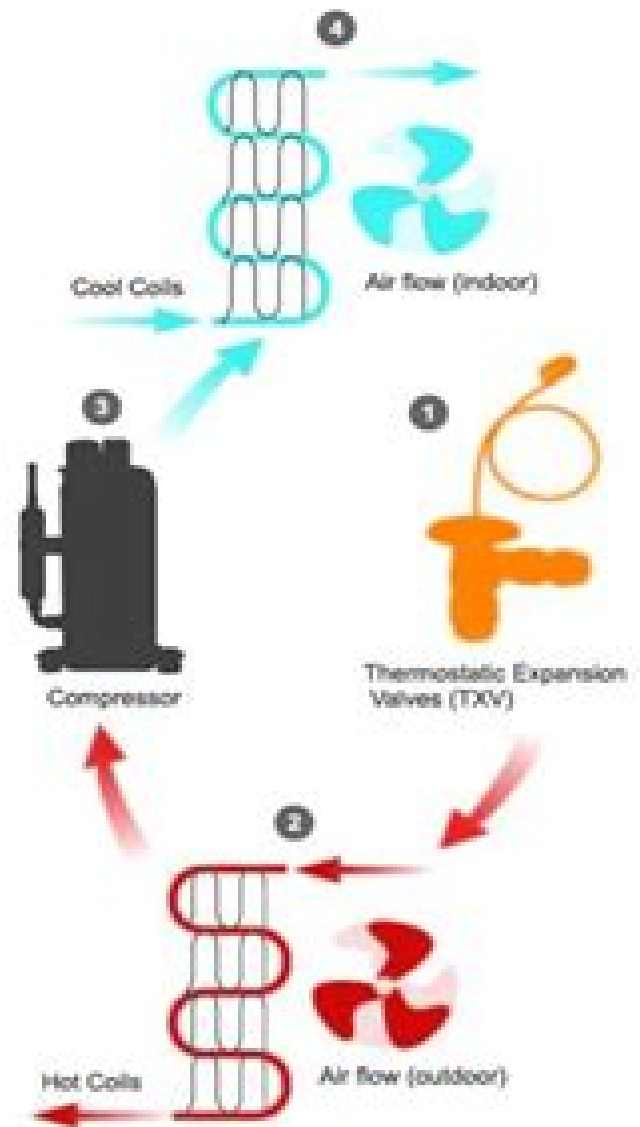 4
Cool Coils
Air flow (indoor)
3
1
Compressor
Thermostatic Expansion
Valves (TXV)
2
Hot Coils
Air flow (outdoor)